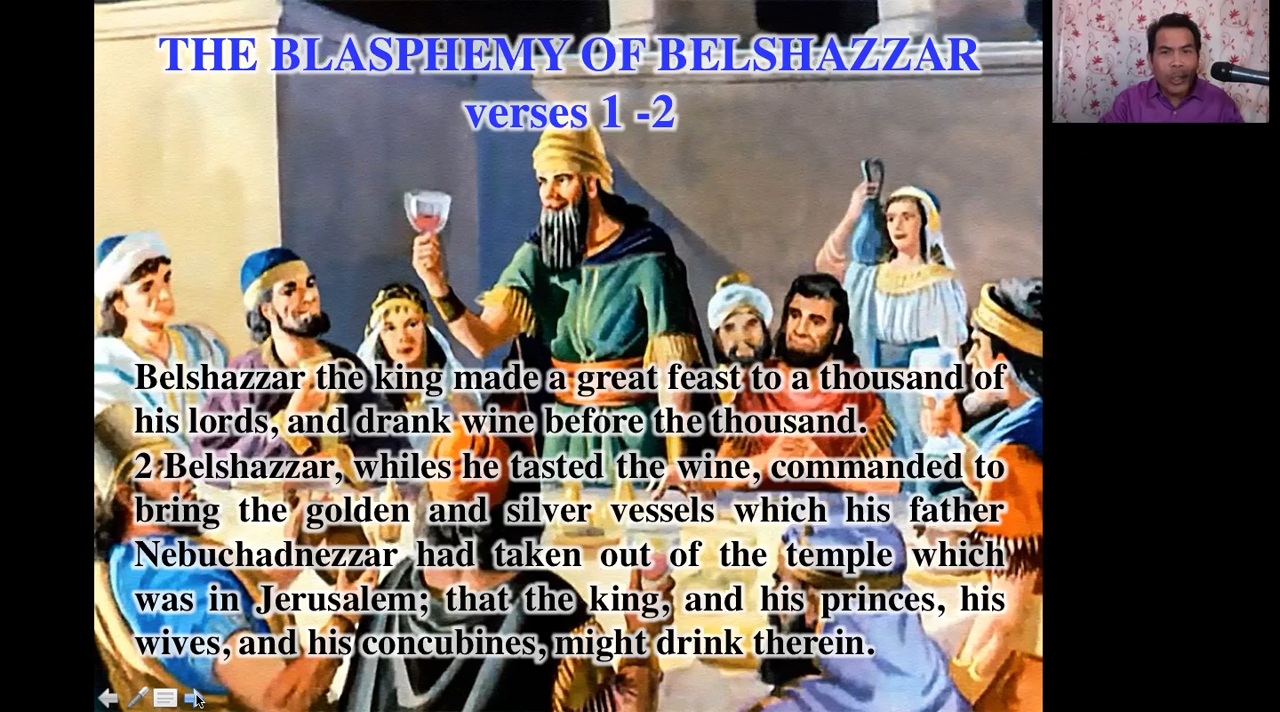 THE BLASPHEMY OF BELSHAZZAR
verses 1 -2
Belshazzar the king made a great feast to a thousand of
his lords, and drank wine before the thousand.
2 Belshazzar, whiles he tasted the wine, commanded to
bring the golden and silver vessels which his father
Nebuchadnezzar had taken out of the temple which
was in Jerusalem; that the king, and his princes, his
wives, and his concubines, might drink therein.